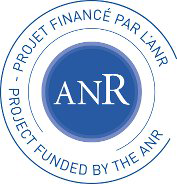 - PROJET FINANCÉ PAR L'ANR -
ANR
PROJECT FUNDED BY THE ANR